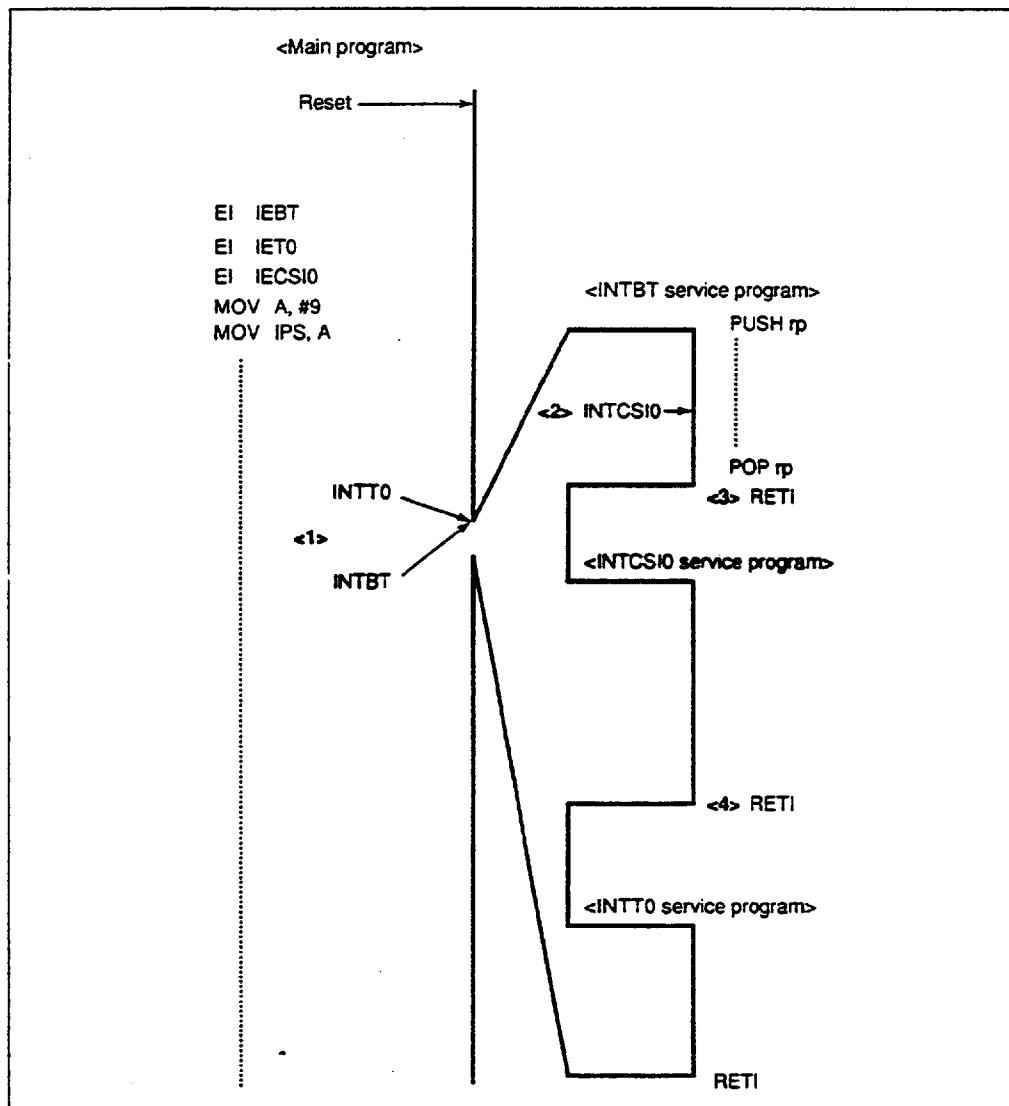 <Main program>
Reset
EI IEBT
EI IET0
EI IECSI0
MOV A, #9
MOV IPS, A
<INTBT service program>
PUSH rp
<2> INTCSI0
POP rp
<3> RETI
INTT0
<1>
INTBT
<INTCSI0 service program>
<4> RETI
<INTT0 service program>
RETI